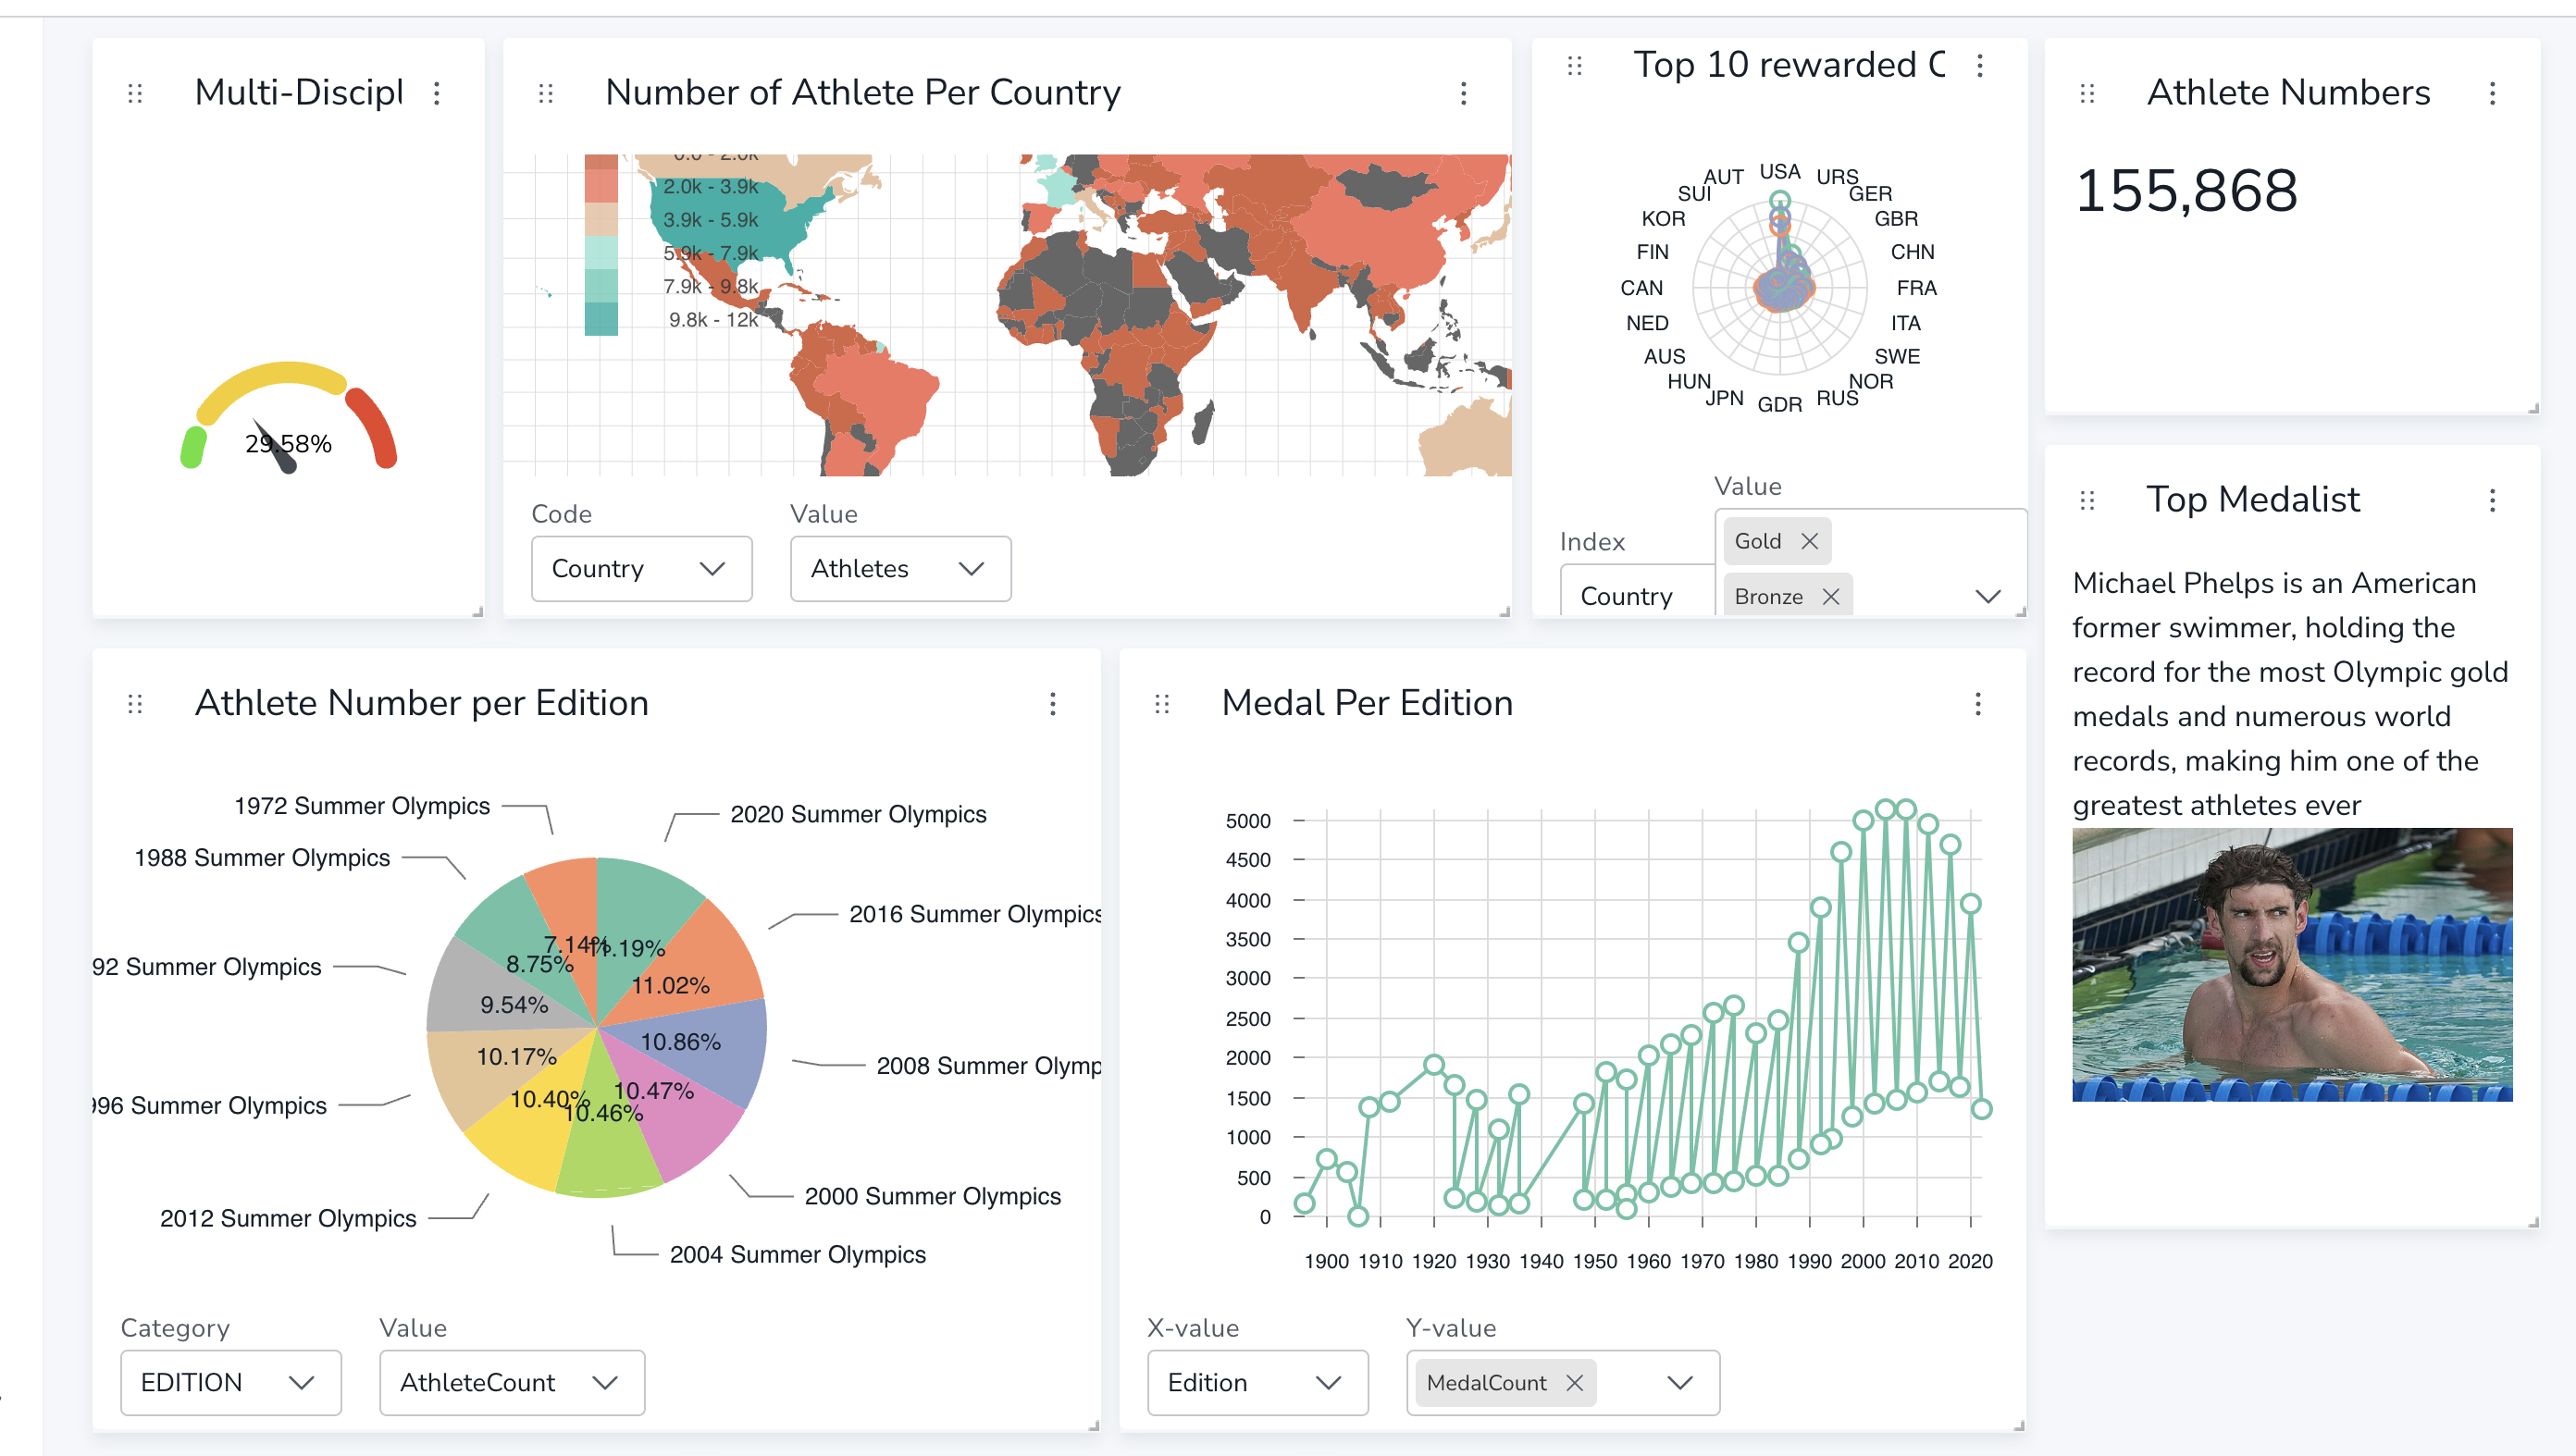 Multi-Discipl
29.58%
Number of Athlete Per Country
0.0 - 2.0k
2.0k - 3.9k
3.9k - 5.9k
5.9k - 7.9k
7.9k - 9.8k
9.8k - 12k
Code
Value
Country
Athletes
Top 10 rewarded C
AUT USA URS
SUI GER
KOR GBR
FIN CHN
CAN FRA
NED ITA
AUS SWE
HUN NOR
JPN GDR RUS
Value
Gold
Index
Country
Bronze
Athlete Numbers
155,868
Top Medalist
Michael Phelps is an American
former swimmer, holding the
record for the most Olympic gold
medals and numerous world
records, making him one of the
greatest athletes ever
Athlete Number per Edition
1972 Summer Olympics
2020 Summer Olympics
1988 Summer Olympics
2016 Summer Olympics
92 Summer Olympics
2008 Summer Olymp
996 Summer Olympics
2000 Summer Olympics
2012 Summer Olympics
2004 Summer Olympics
7.14%
11.19%
8.75%
11.02%
9.54%
10.86%
10.17%
10.47%
10.40%
10.46%
Category
Value
EDITION
AthleteCount
Medal Per Edition
5000
4500
4000
3500
3000
2500
2000
1500
1000
500
0
1900 1910 1920 1930 1940 1950 1960 1970 1980 1990 2000 2010 2020
X-value
Y-value
Edition
MedalCount